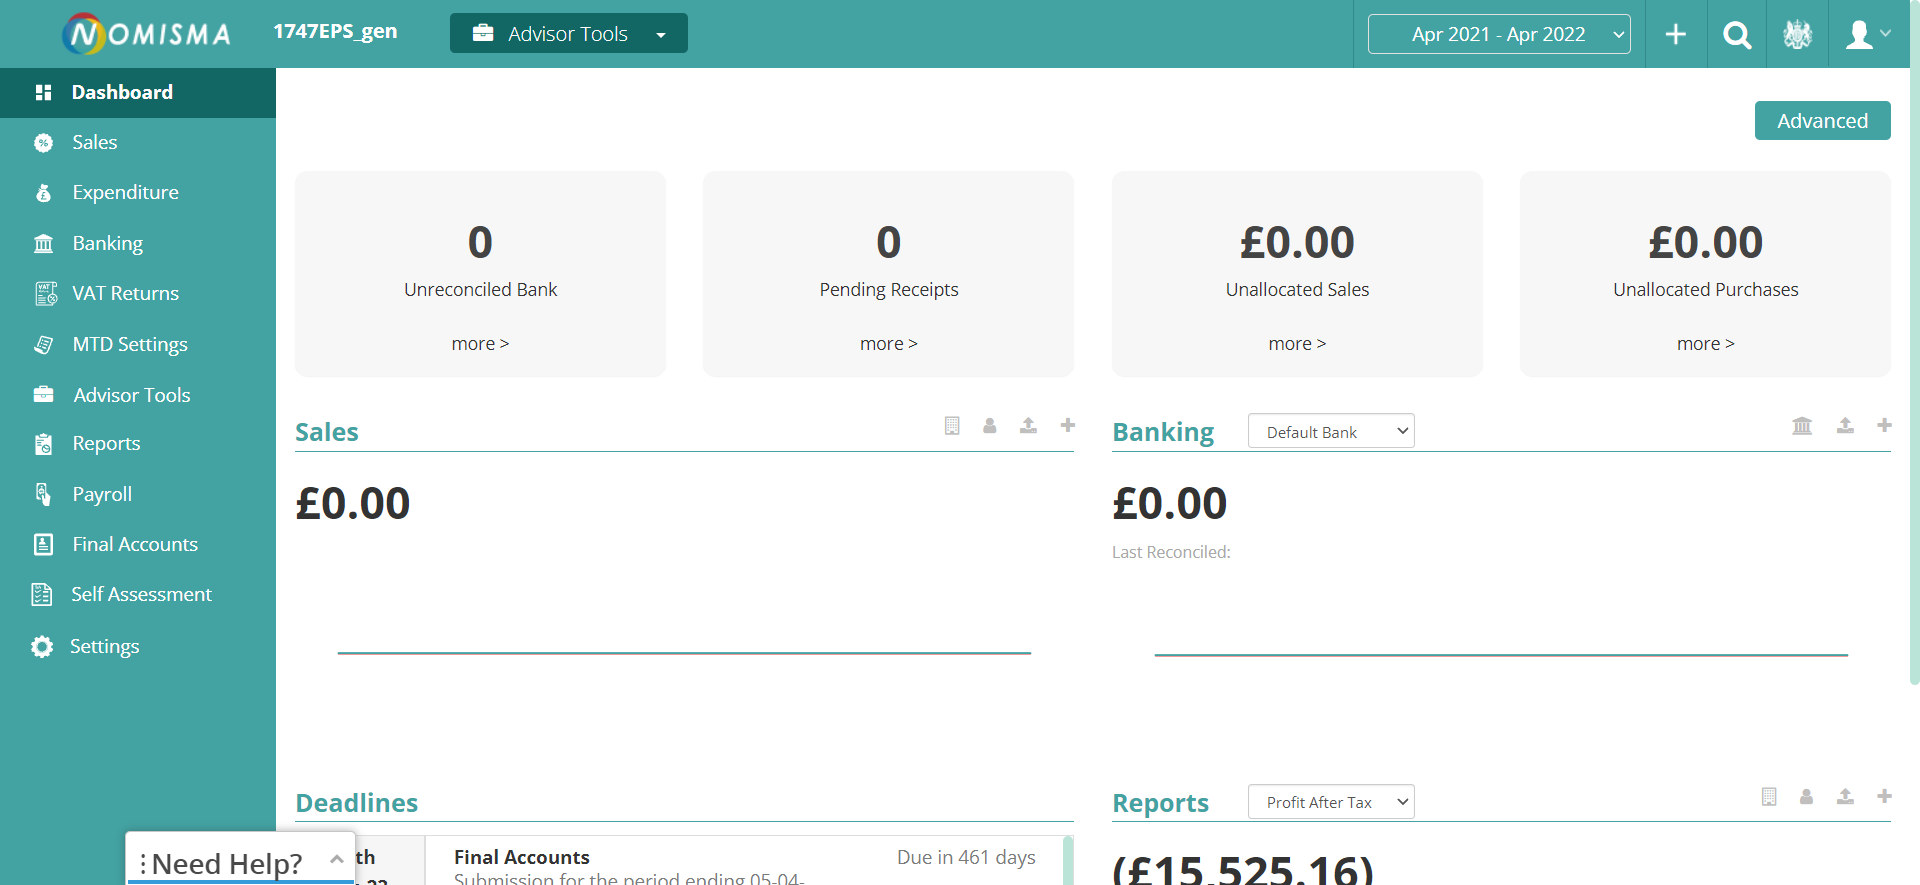 NOMISMA
1747EPS_gen
Advisor Tools
Apr 2021 - Apr 2022
Dashboard
Sales
Expenditure
Banking
VAT Returns
MTD Settings
Advisor Tools
Reports
Payroll
Final Accounts
Self Assessment
Settings
Advanced
0
Unreconciled Bank
more >
0
Pending Receipts
more >
£0.00
Unallocated Sales
more >
£0.00
Unallocated Purchases
more >
Sales
£0.00
Banking
Default Bank
£0.00
Last Reconciled:
Deadlines
th
Final Accounts
Due in 461 days
Submission for the period ending 05-04-
Reports
Profit After Tax
(£15,525.16)
Need Help?